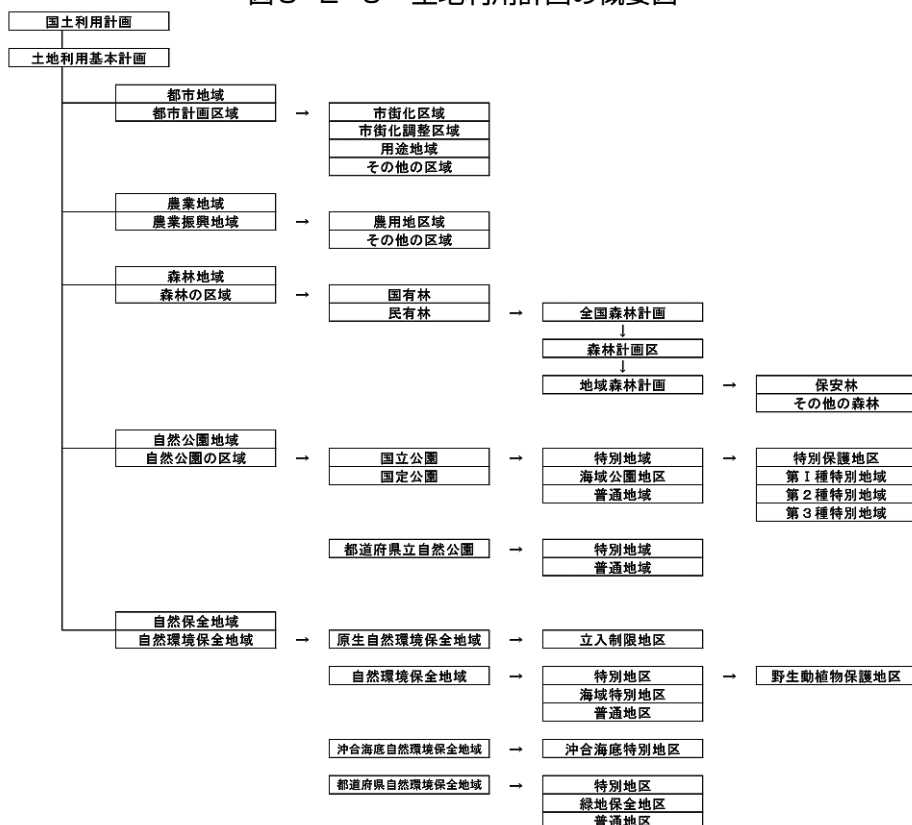 図3-2-3 土地利用計画の概要図
国土利用計画
土地利用基本計画
都市地域
都市計画区域 → 市街化区域
市街化調整区域
用途地域
その他の区域
農業地域
農業振興地域 → 農用地区域
その他の区域
森林地域
森林の区域 → 国有林
民有林 → 全国森林計画
↓
森林計画区
↓
地域森林計画 → 保安林
その他の森林
自然公園地域
自然公園の区域 → 国立公園 → 特別地域 → 特別保護地区
国定公園 海域公園地区 第Ⅰ種特別地域
普通地域 第2種特別地域
第3種特別地域
都道府県立自然公園 → 特別地域
普通地域
自然保全地域
自然環境保全地域 → 原生自然環境保全地域 → 立入制限地区
自然環境保全地域 → 特別地区 → 野生動植物保護地区
海域特別地区
普通地区
沖合海底自然環境保全地域 → 沖合海底特別地区
都道府県自然環境保全地域 → 特別地区
緑地保全地区
普通地区